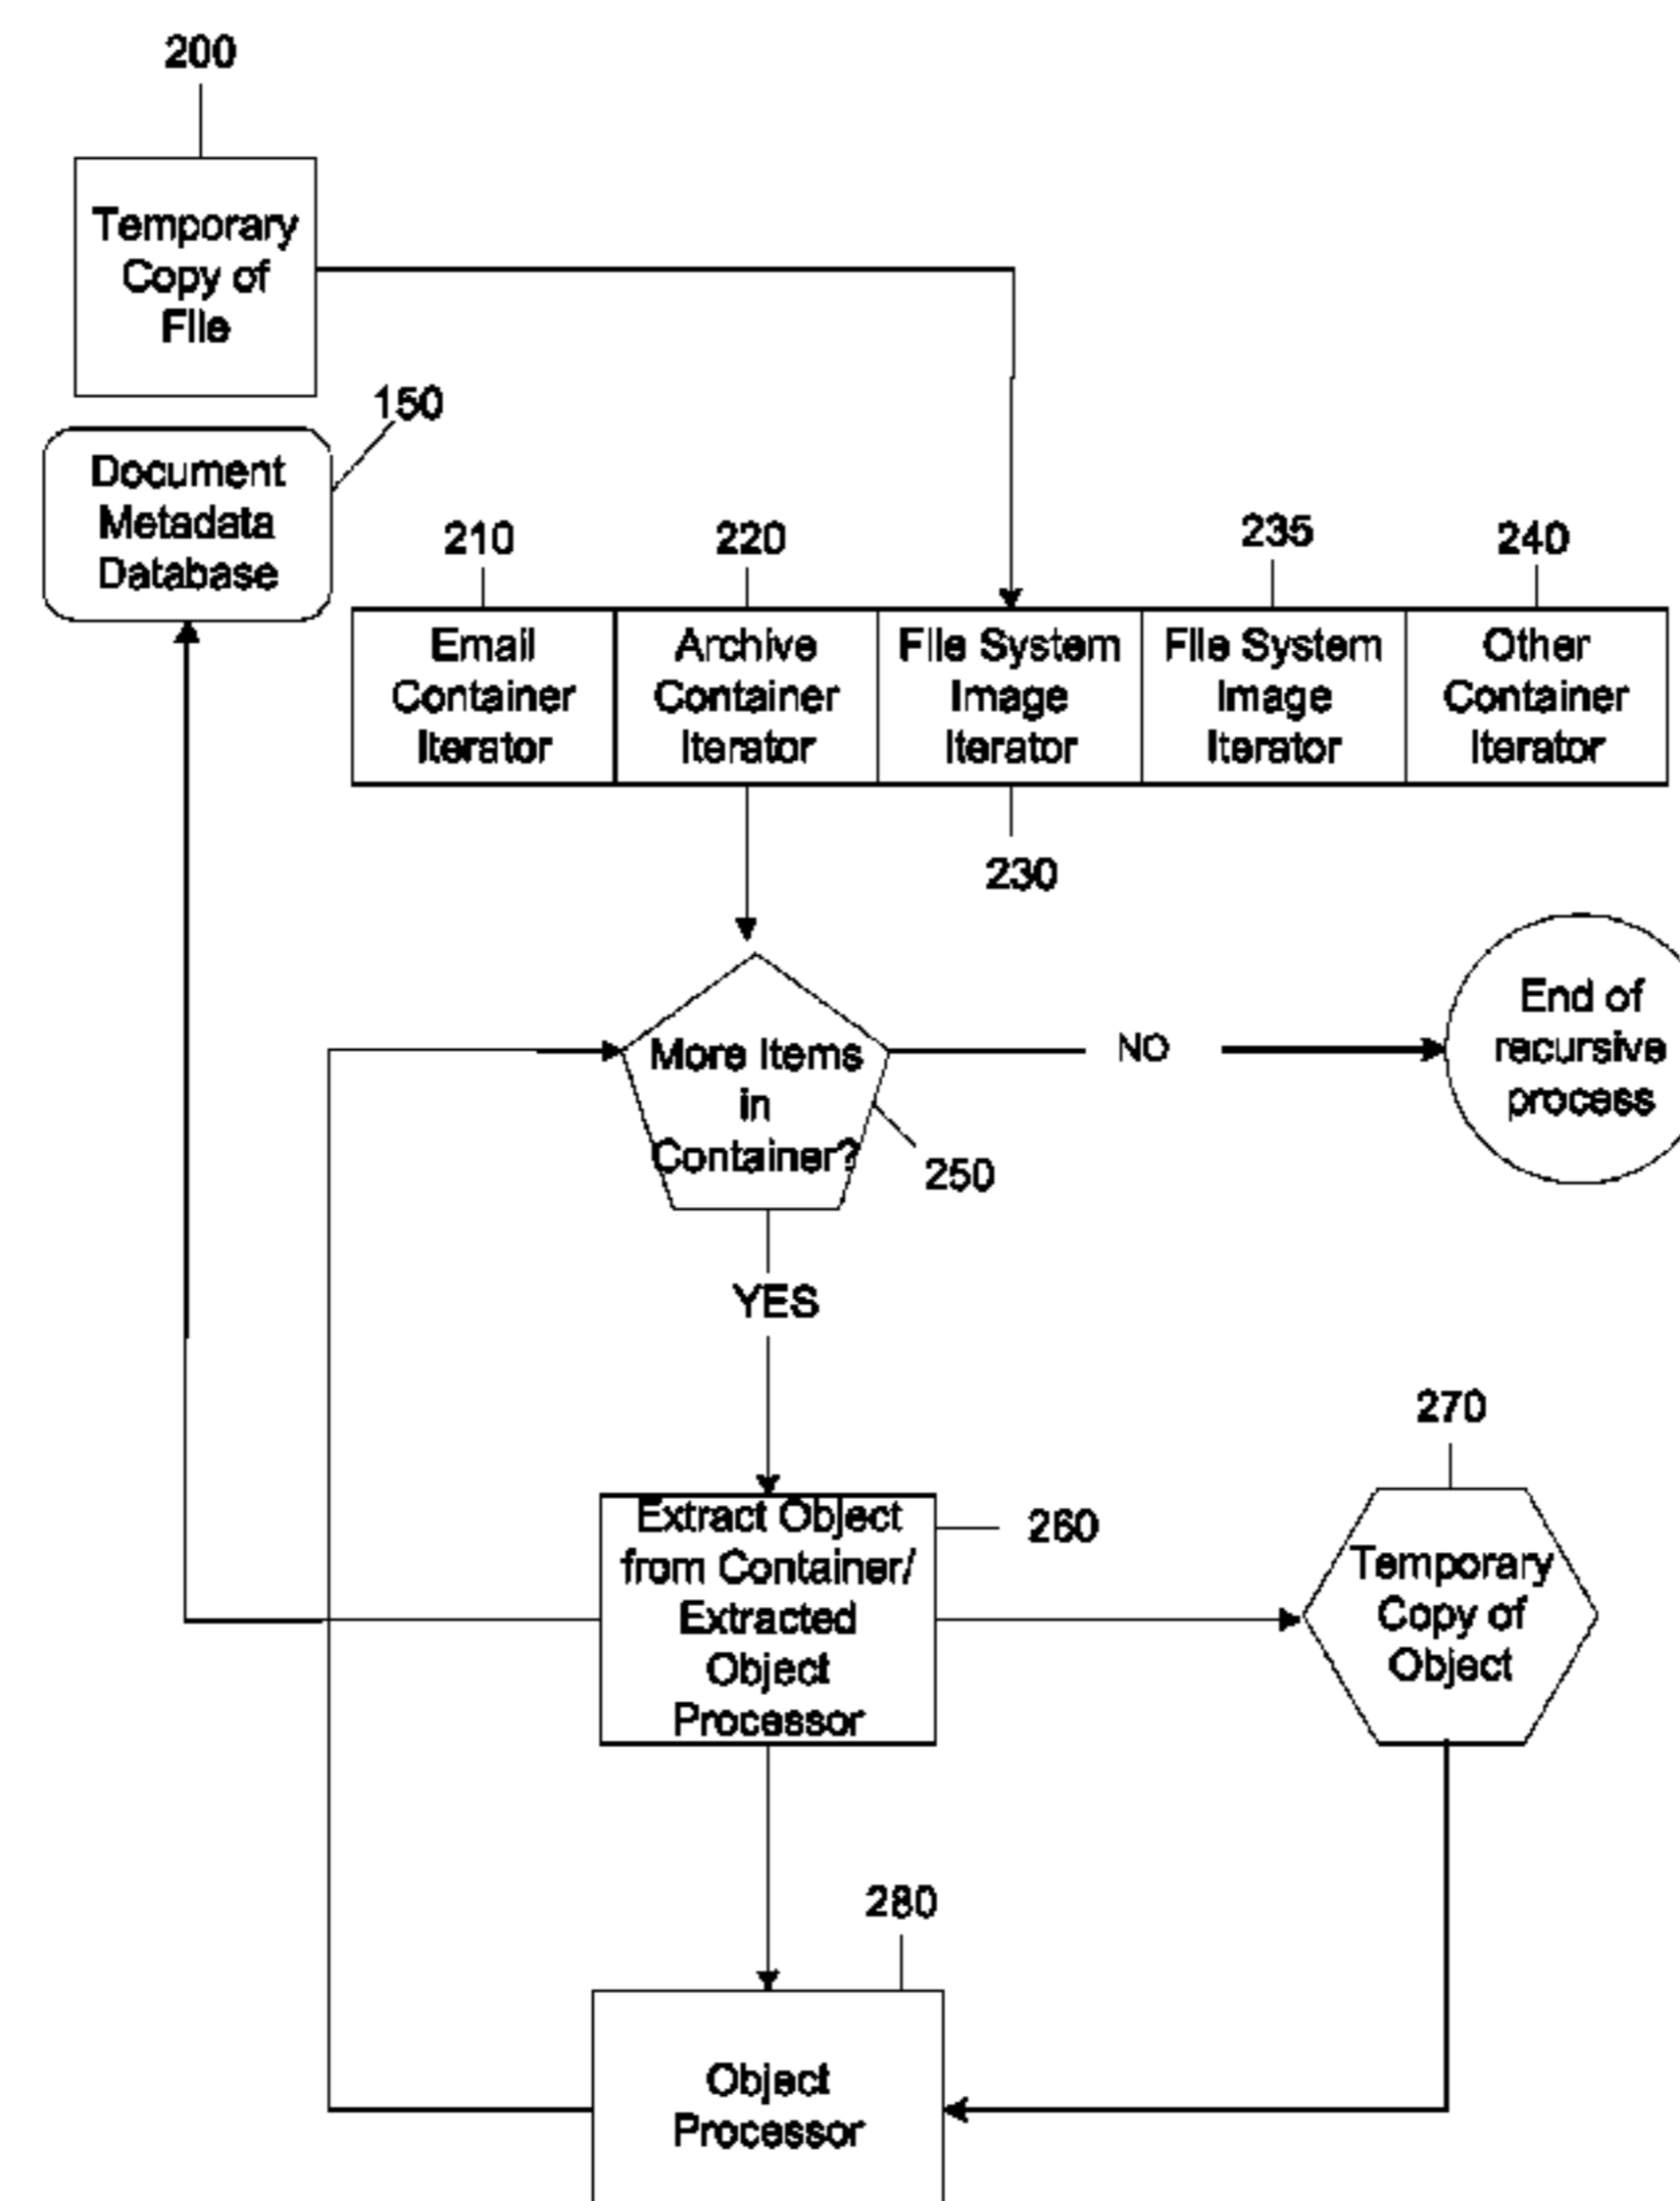 200
Temporary
Copy of
File
150
Document
Metadata
Database
210
220
235
240
Email
Container
Iterator
Archive
Container
Iterator
File System
Image
Iterator
File System
Image
Iterator
Other
Container
Iterator
230
More Items
in
Container?
NO
End of
recursive
process
250
YES
270
Extract Object
from Container/
Extracted
Object
Processor
260
Temporary
Copy of
Object
280
Object
Processor